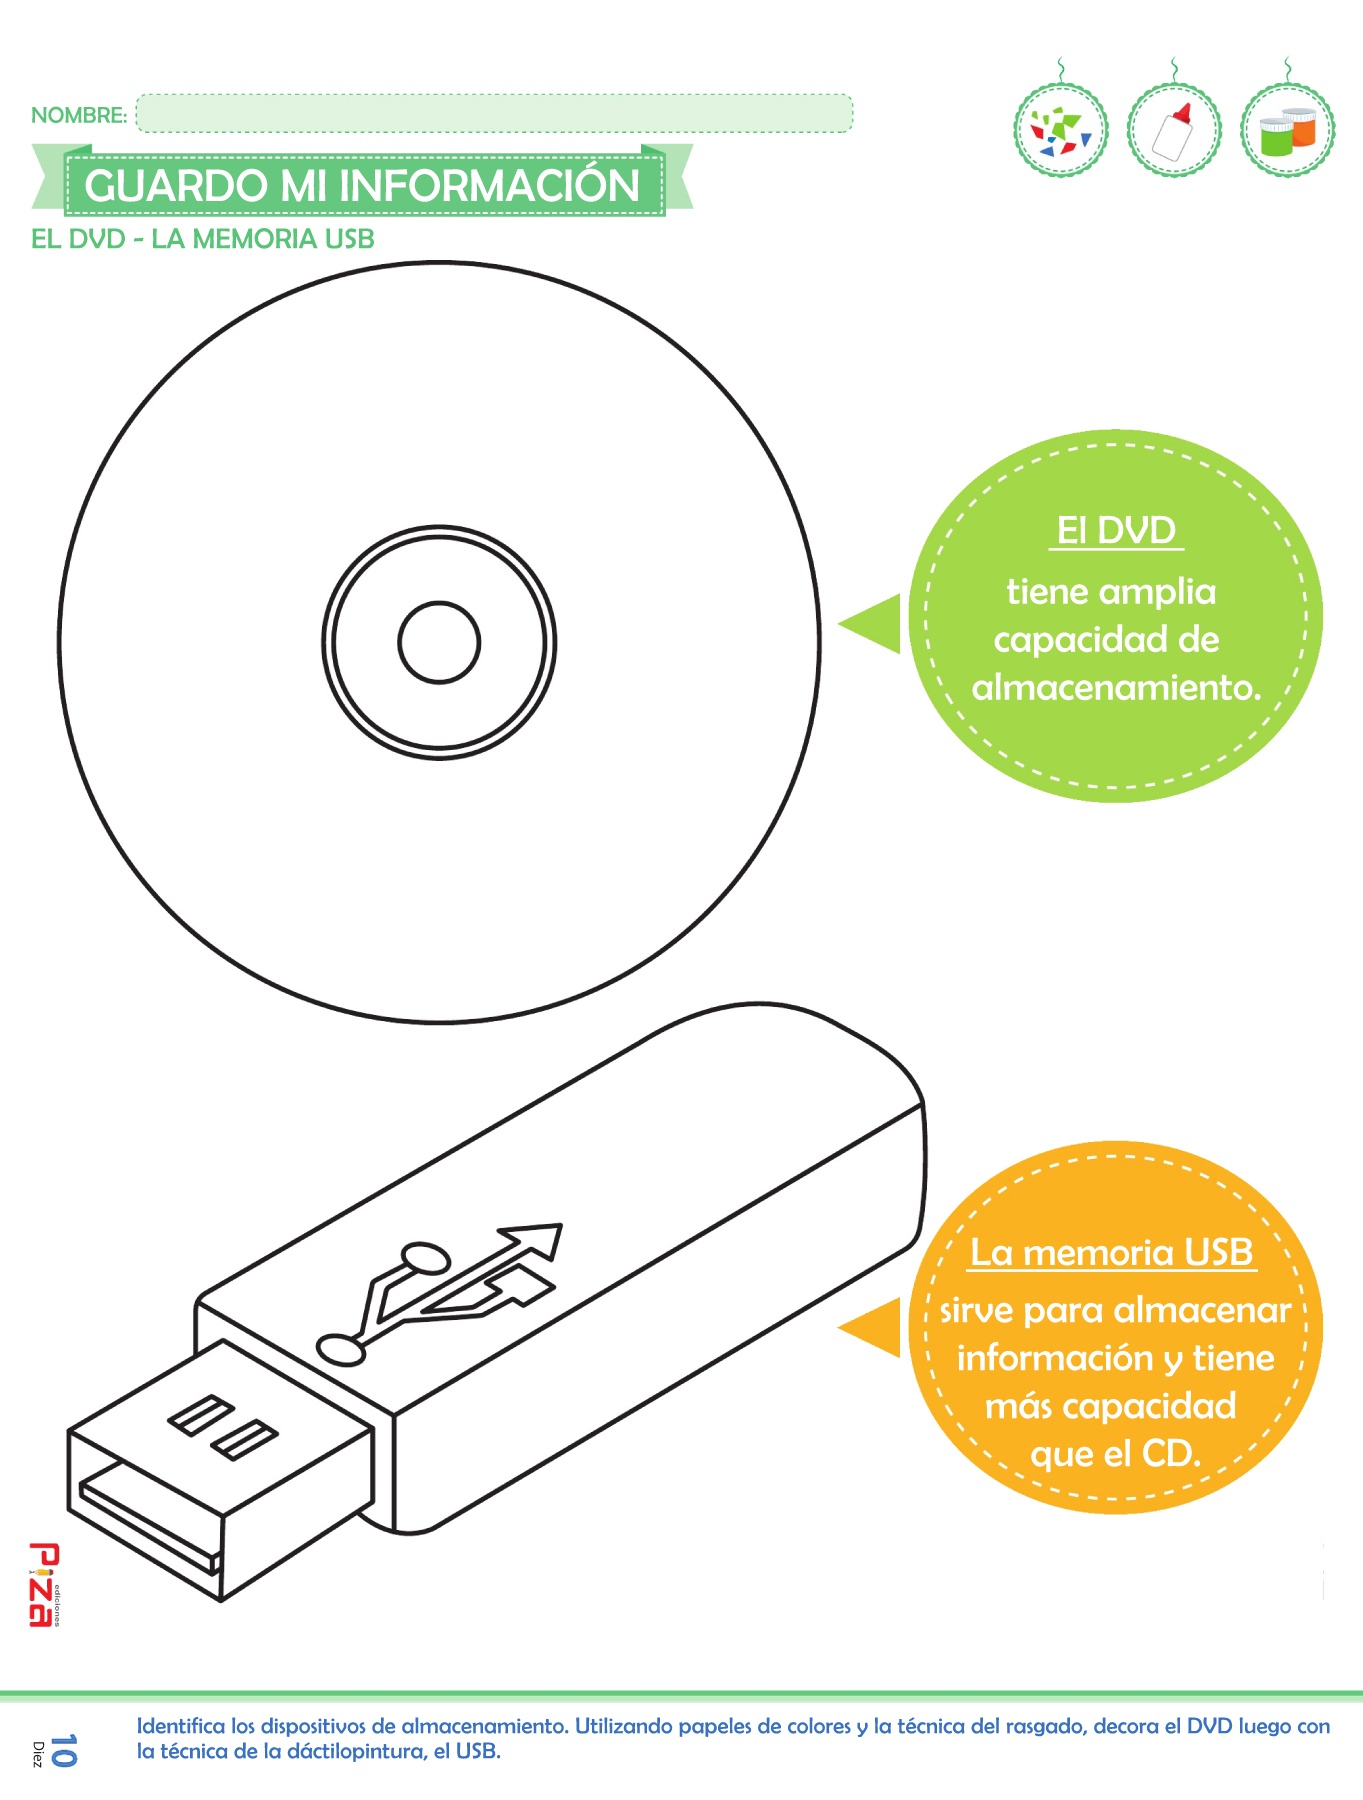 NOMBRE:
GUARDO MI INFORMACIÓN
EL DVD - LA MEMORIA USB
El DVD
tiene amplia
capacidad de
almacenamiento.
La memoria USB
sirve para almacenar
información y tiene
más capacidad
que el CD.
Piza
ediciones
10
Diez
Identifica los dispositivos de almacenamiento. Utilizando papeles de colores y la técnica del rasgado, decora el DVD luego con
la técnica de la dáctilopintura, el USB.